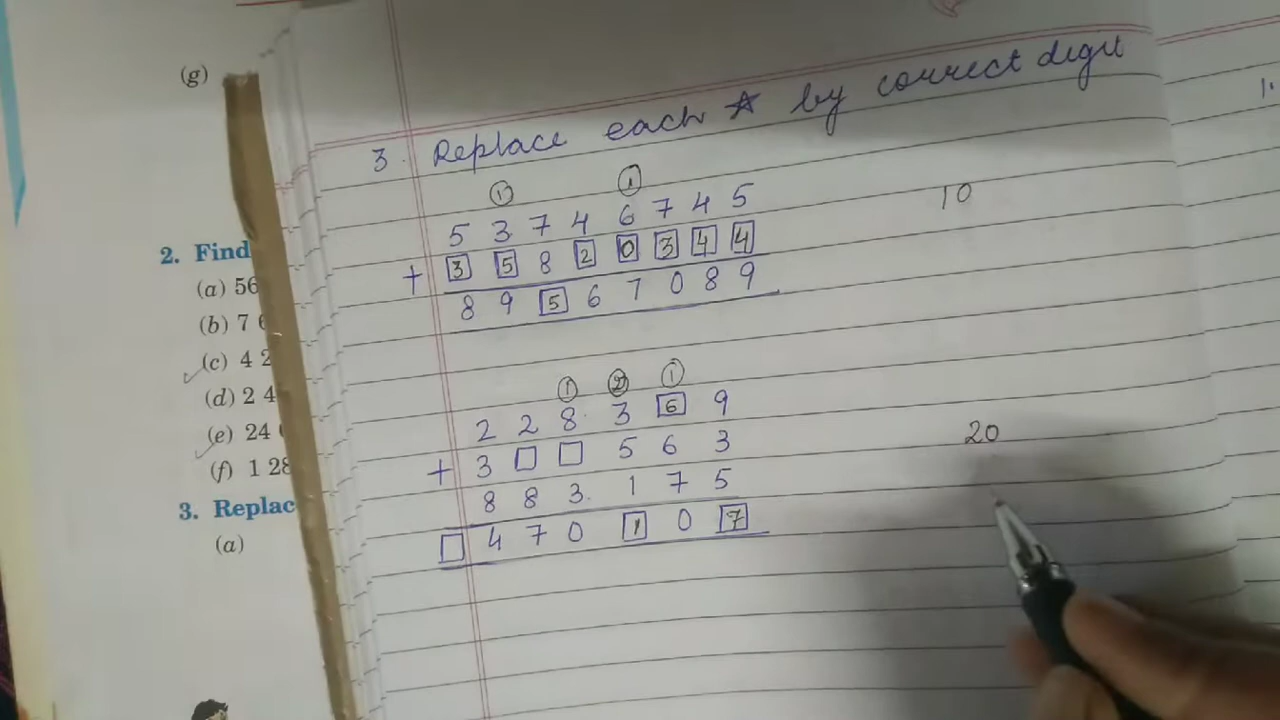 (g)
3. Replace each ☆ by correct digit
① ①
5 3 7 4 6 7 4 5
10
+ 3 5 8 2 0 3 4 4
8 9 5 6 7 0 8 9
① ② ①
2 2 8 3 6 9
20
+ 3 □ □ 5 6 3
8 8 3 1 7 5
□ 4 7 0 1 0 7
1.
2. Find
(a) 56
(b) 7 6
(c) 4 2
(d) 2 4
(e) 24
(f) 1 28
3. Replac
(a)